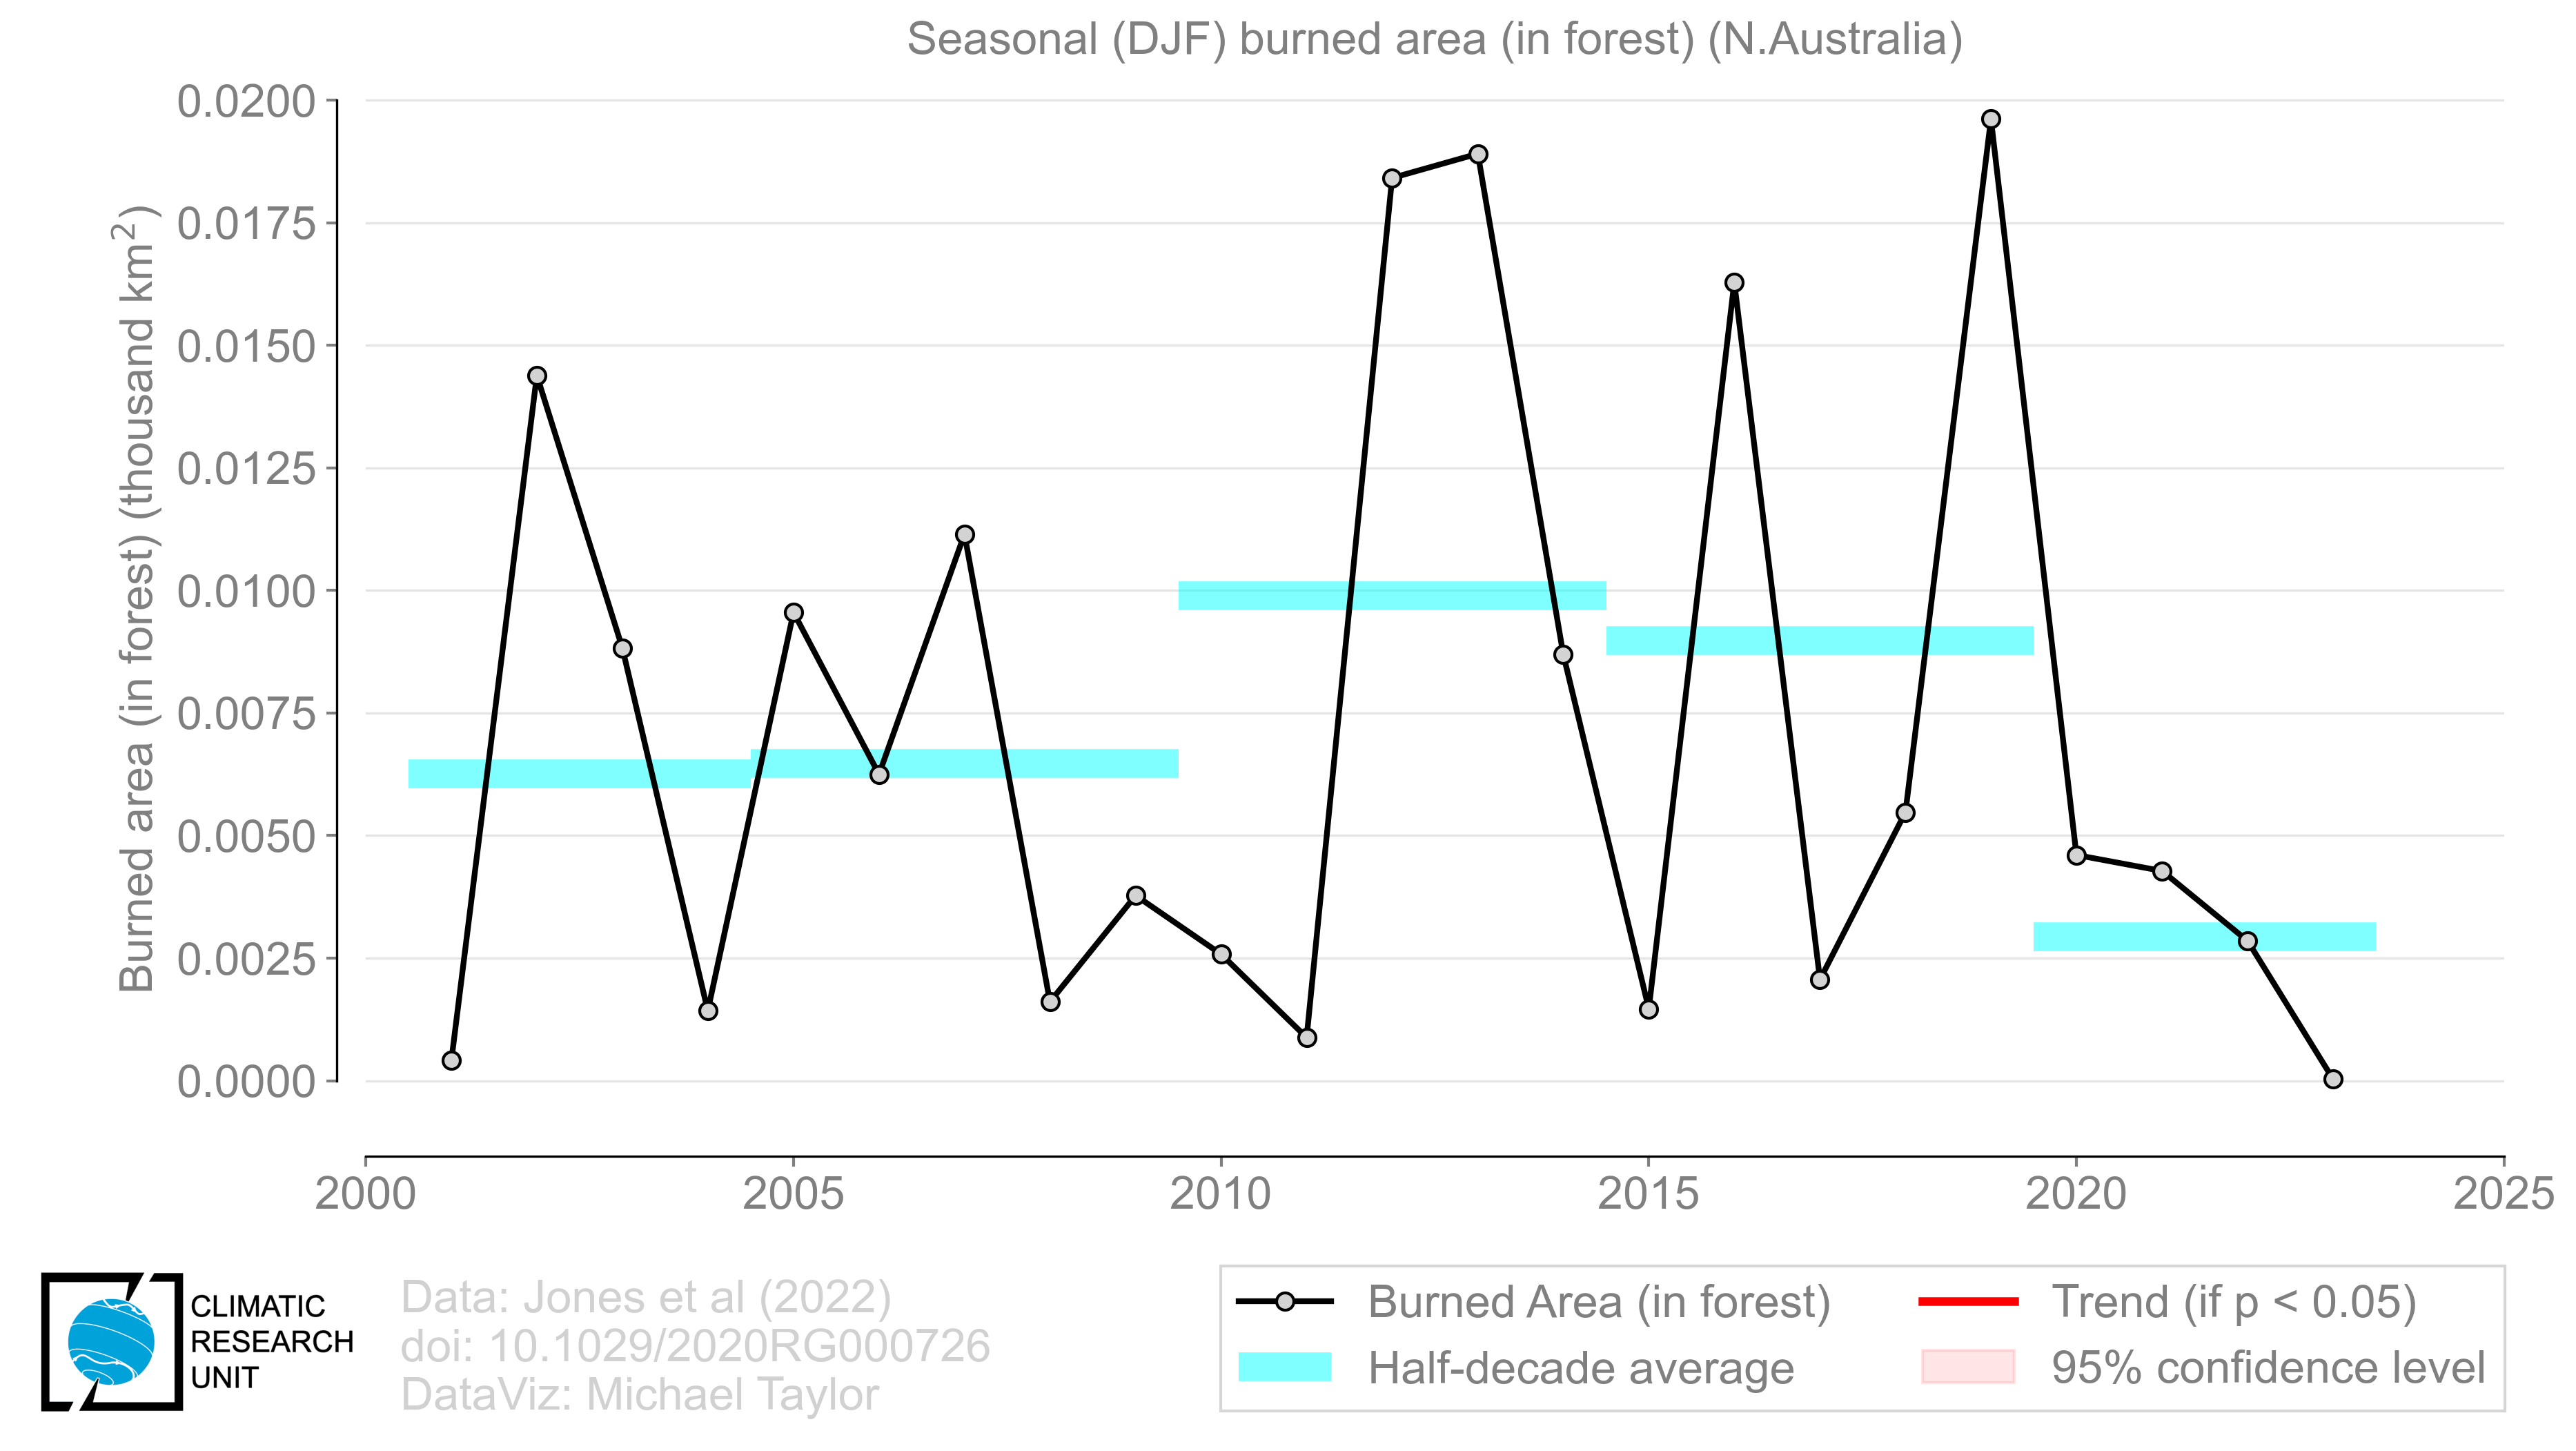 Seasonal (DJF) burned area (in forest) (N.Australia)
Burned area (in forest) (thousand km²)
0.0200
0.0175
0.0150
0.0125
0.0100
0.0075
0.0050
0.0025
0.0000
2000 2005 2010 2015 2020 2025
CLIMATIC
RESEARCH
UNIT
Data: Jones et al (2022)
doi: 10.1029/2020RG000726
DataViz: Michael Taylor
Burned Area (in forest)
Half-decade average
Trend (if p < 0.05)
95% confidence level